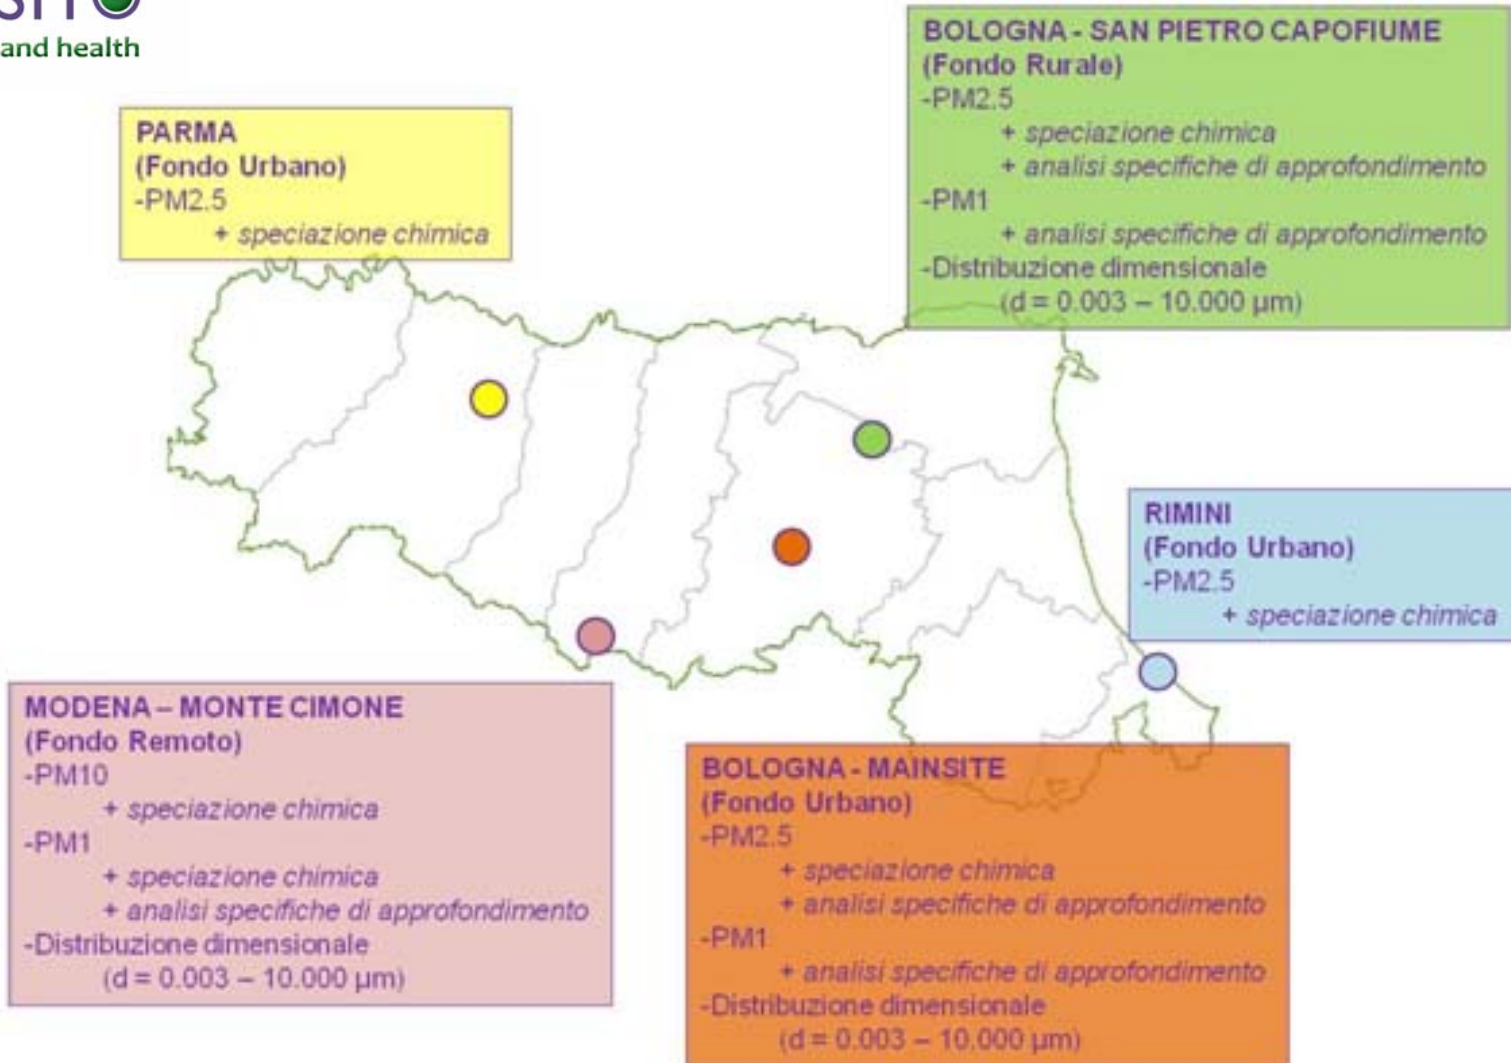 and health
BOLOGNA - SAN PIETRO CAPOFIUME
(Fondo Rurale)
-PM2.5
+ speciazione chimica
+ analisi specifiche di approfondimento
-PM1
+ analisi specifiche di approfondimento
-Distribuzione dimensionale
(d = 0.003 – 10.000 µm)
PARMA
(Fondo Urbano)
-PM2.5
+ speciazione chimica
RIMINI
(Fondo Urbano)
-PM2.5
+ speciazione chimica
MODENA – MONTE CIMONE
(Fondo Remoto)
-PM10
+ speciazione chimica
-PM1
+ speciazione chimica
+ analisi specifiche di approfondimento
-Distribuzione dimensionale
(d = 0.003 – 10.000 µm)
BOLOGNA - MAINSITE
(Fondo Urbano)
-PM2.5
+ speciazione chimica
+ analisi specifiche di approfondimento
-PM1
+ analisi specifiche di approfondimento
-Distribuzione dimensionale
(d = 0.003 – 10.000 µm)